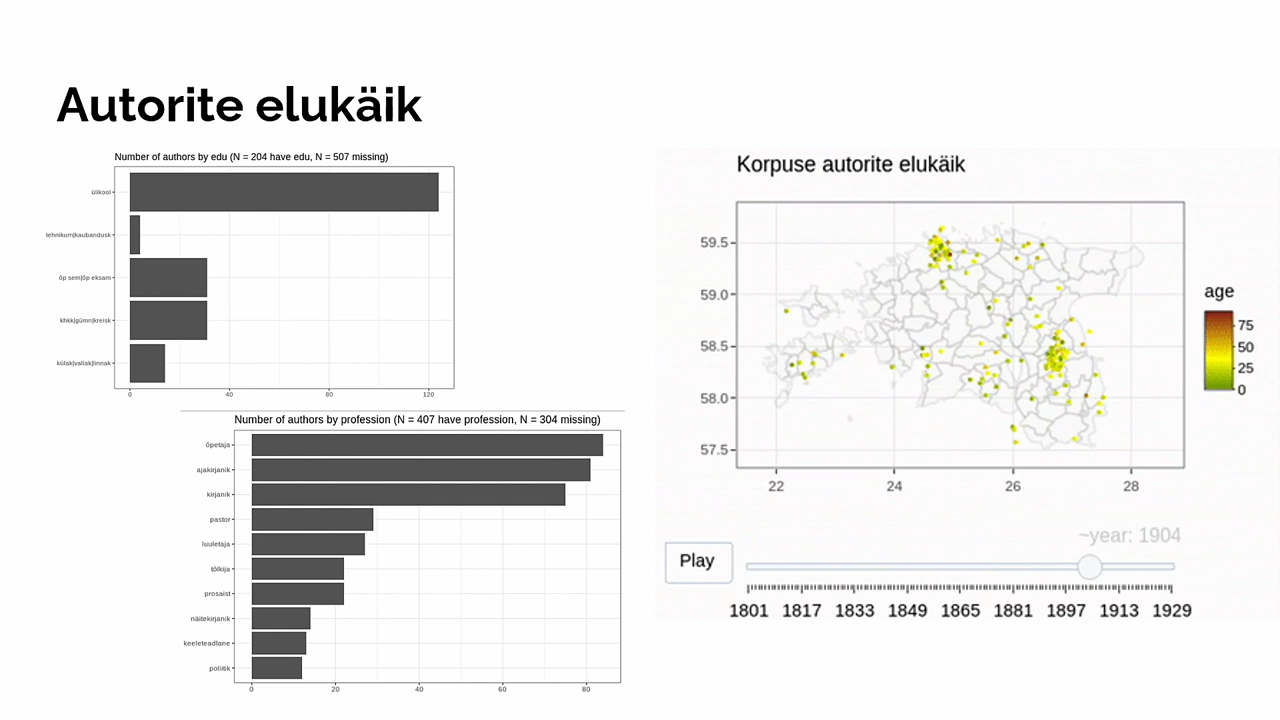 Autorite elukäik
Number of authors by edu (N = 204 have edu, N = 507 missing)
ülikool
tehnikum|kaubandusk
õp sem|õp eksam
khkk|gümn|kreisk
külak|vallak|linnak
0 40 80 120
Number of authors by profession (N = 407 have profession, N = 304 missing)
õpetaja
ajakirjanik
kirjanik
pastor
luuletaja
tõlkija
prosaist
näitekirjanik
keeleteadlane
poliitik
0 20 40 60 80
Korpuse autorite elukäik
59.5
59.0
58.5
58.0
57.5
22 24 26 28
age
75
50
25
0
~year: 1904
Play
1801 1817 1833 1849 1865 1881 1897 1913 1929